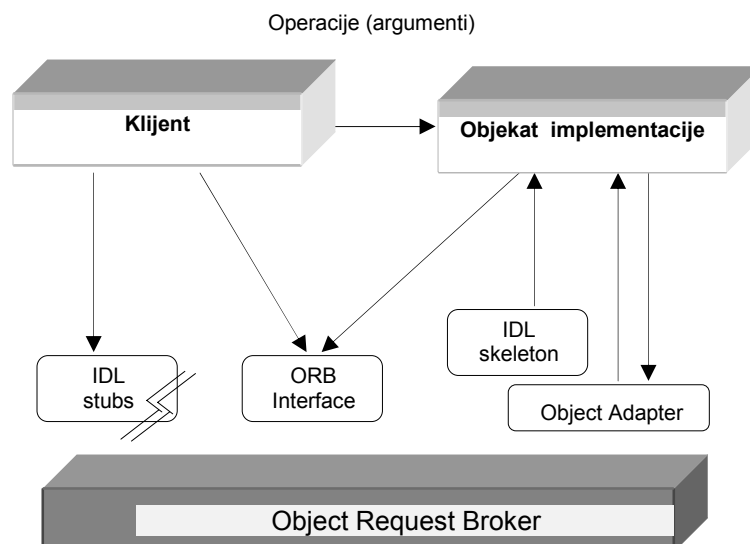 Operacije (argumenti)
Klijent
Objekat implementacije
IDL
stubs
ORB
Interface
IDL
skeleton
Object Adapter
Object Request Broker